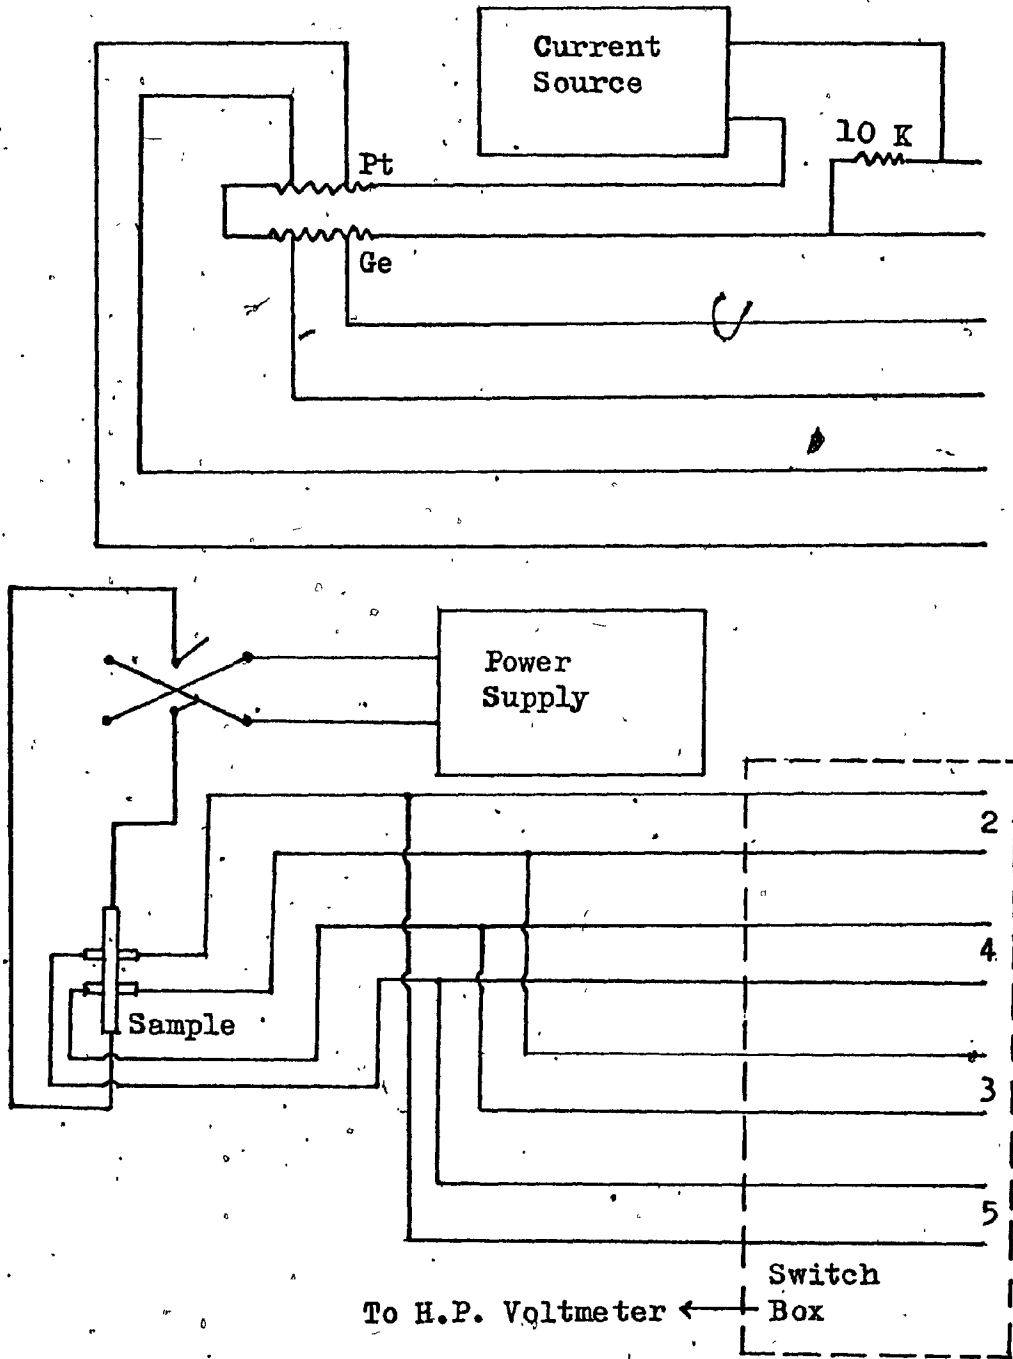 Current
Source
10 K
Pt
Ge
Power
Supply
2
4
Sample
3
5
Switch
Box
To H.P. Voltmeter